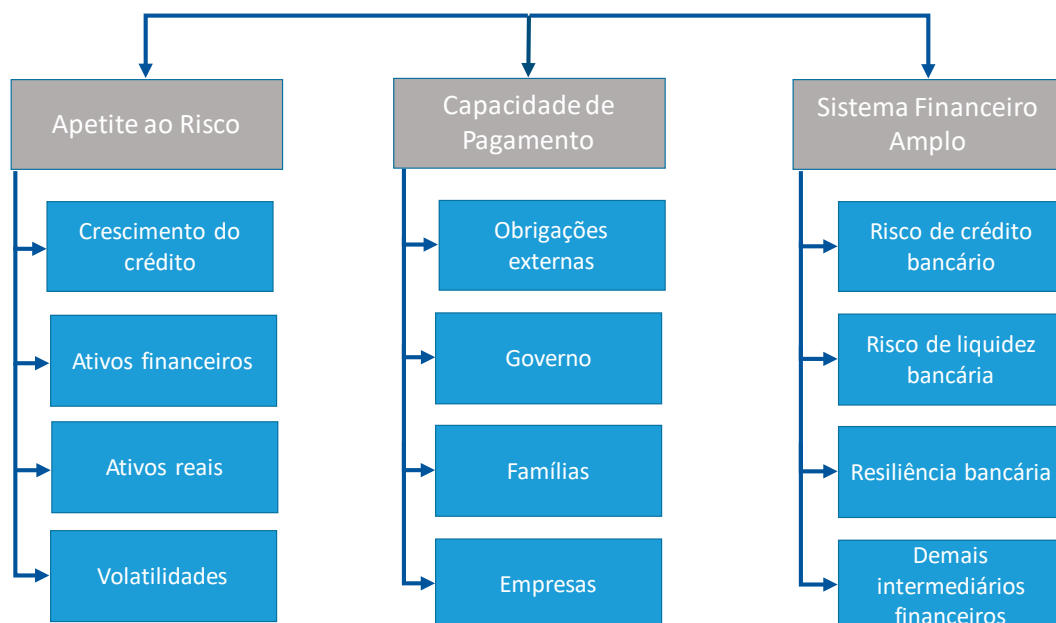 Apetite ao Risco
Crescimento do
crédito
Ativos financeiros
Ativos reais
Volatilidades
Capacidade de
Pagamento
Obrigações
externas
Governo
Famílias
Empresas
Sistema Financeiro
Amplo
Risco de crédito
bancário
Risco de liquidez
bancária
Resiliência bancária
Demais
intermediários
financeiros